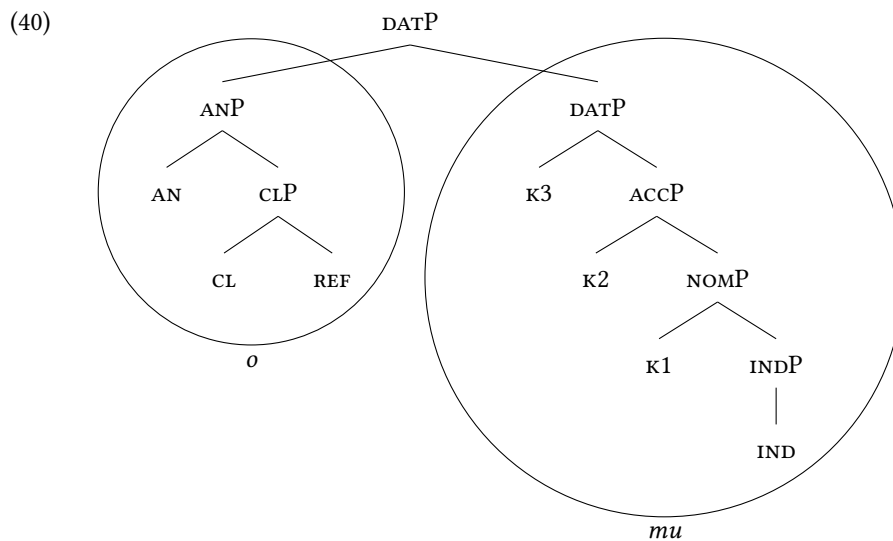 (40)
DATP
ANP DATP
AN CLP K3 ACCP
CL REF K2 NOMP
o
K1 INDP
IND
mu